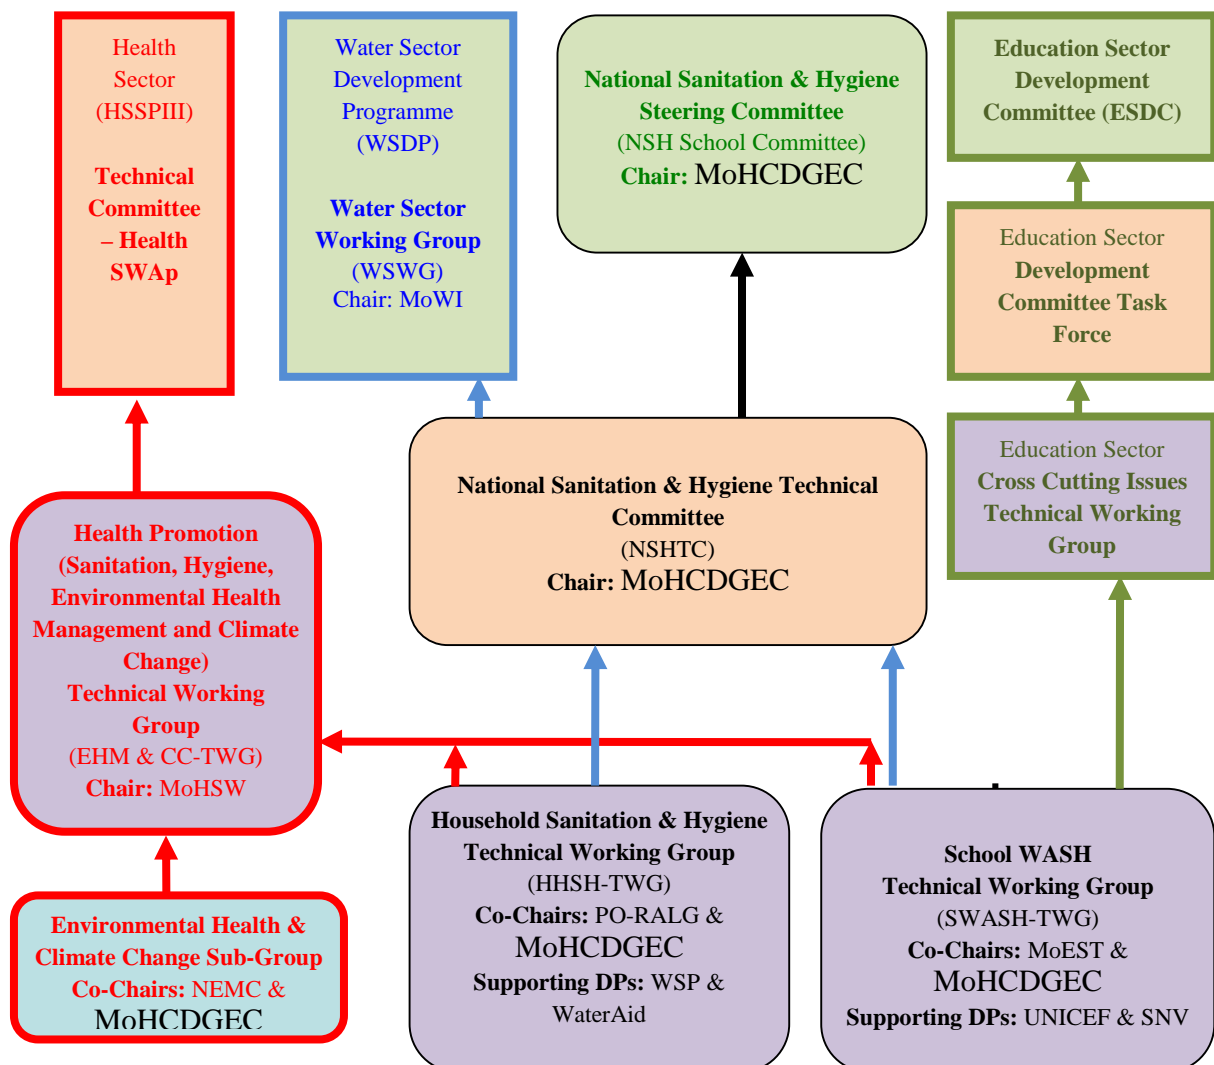 Health
Sector
(HSSPIII)
Technical
Committee
– Health
SWAp
Water Sector
Development
Programme
(WSDP)
Water Sector
Working Group
(WSWG)
Chair: MoWI
National Sanitation & Hygiene
Steering Committee
(NSH School Committee)
Chair: MoHCDGEC
Education Sector
Development
Committee (ESDC)
Education Sector
Development
Committee Task
Force
Education Sector
Cross Cutting Issues
Technical Working
Group
National Sanitation & Hygiene Technical
Committee
(NSHTC)
Chair: MoHCDGEC
Health Promotion
(Sanitation, Hygiene,
Environmental Health
Management and Climate
Change)
Technical Working
Group
(EHM & CC-TWG)
Chair: MoHSW
Environmental Health &
Climate Change Sub-Group
Co-Chairs: NEMC &
MoHCDGEC
Household Sanitation & Hygiene
Technical Working Group
(HHSH-TWG)
Co-Chairs: PO-RALG &
MoHCDGEC
Supporting DPs: WSP &
WaterAid
School WASH
Technical Working Group
(SWASH-TWG)
Co-Chairs: MoEST &
MoHCDGEC
Supporting DPs: UNICEF & SNV